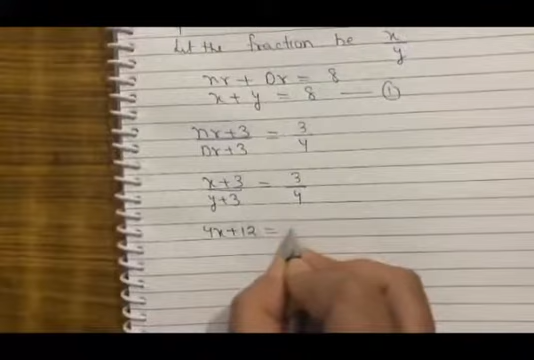 Let the fraction be x/y
Nr + Dr = 8
x + y = 8 — ①
Nr+3/Dr+3 = 3/4
x+3/y+3 = 3/4
4x+12 =